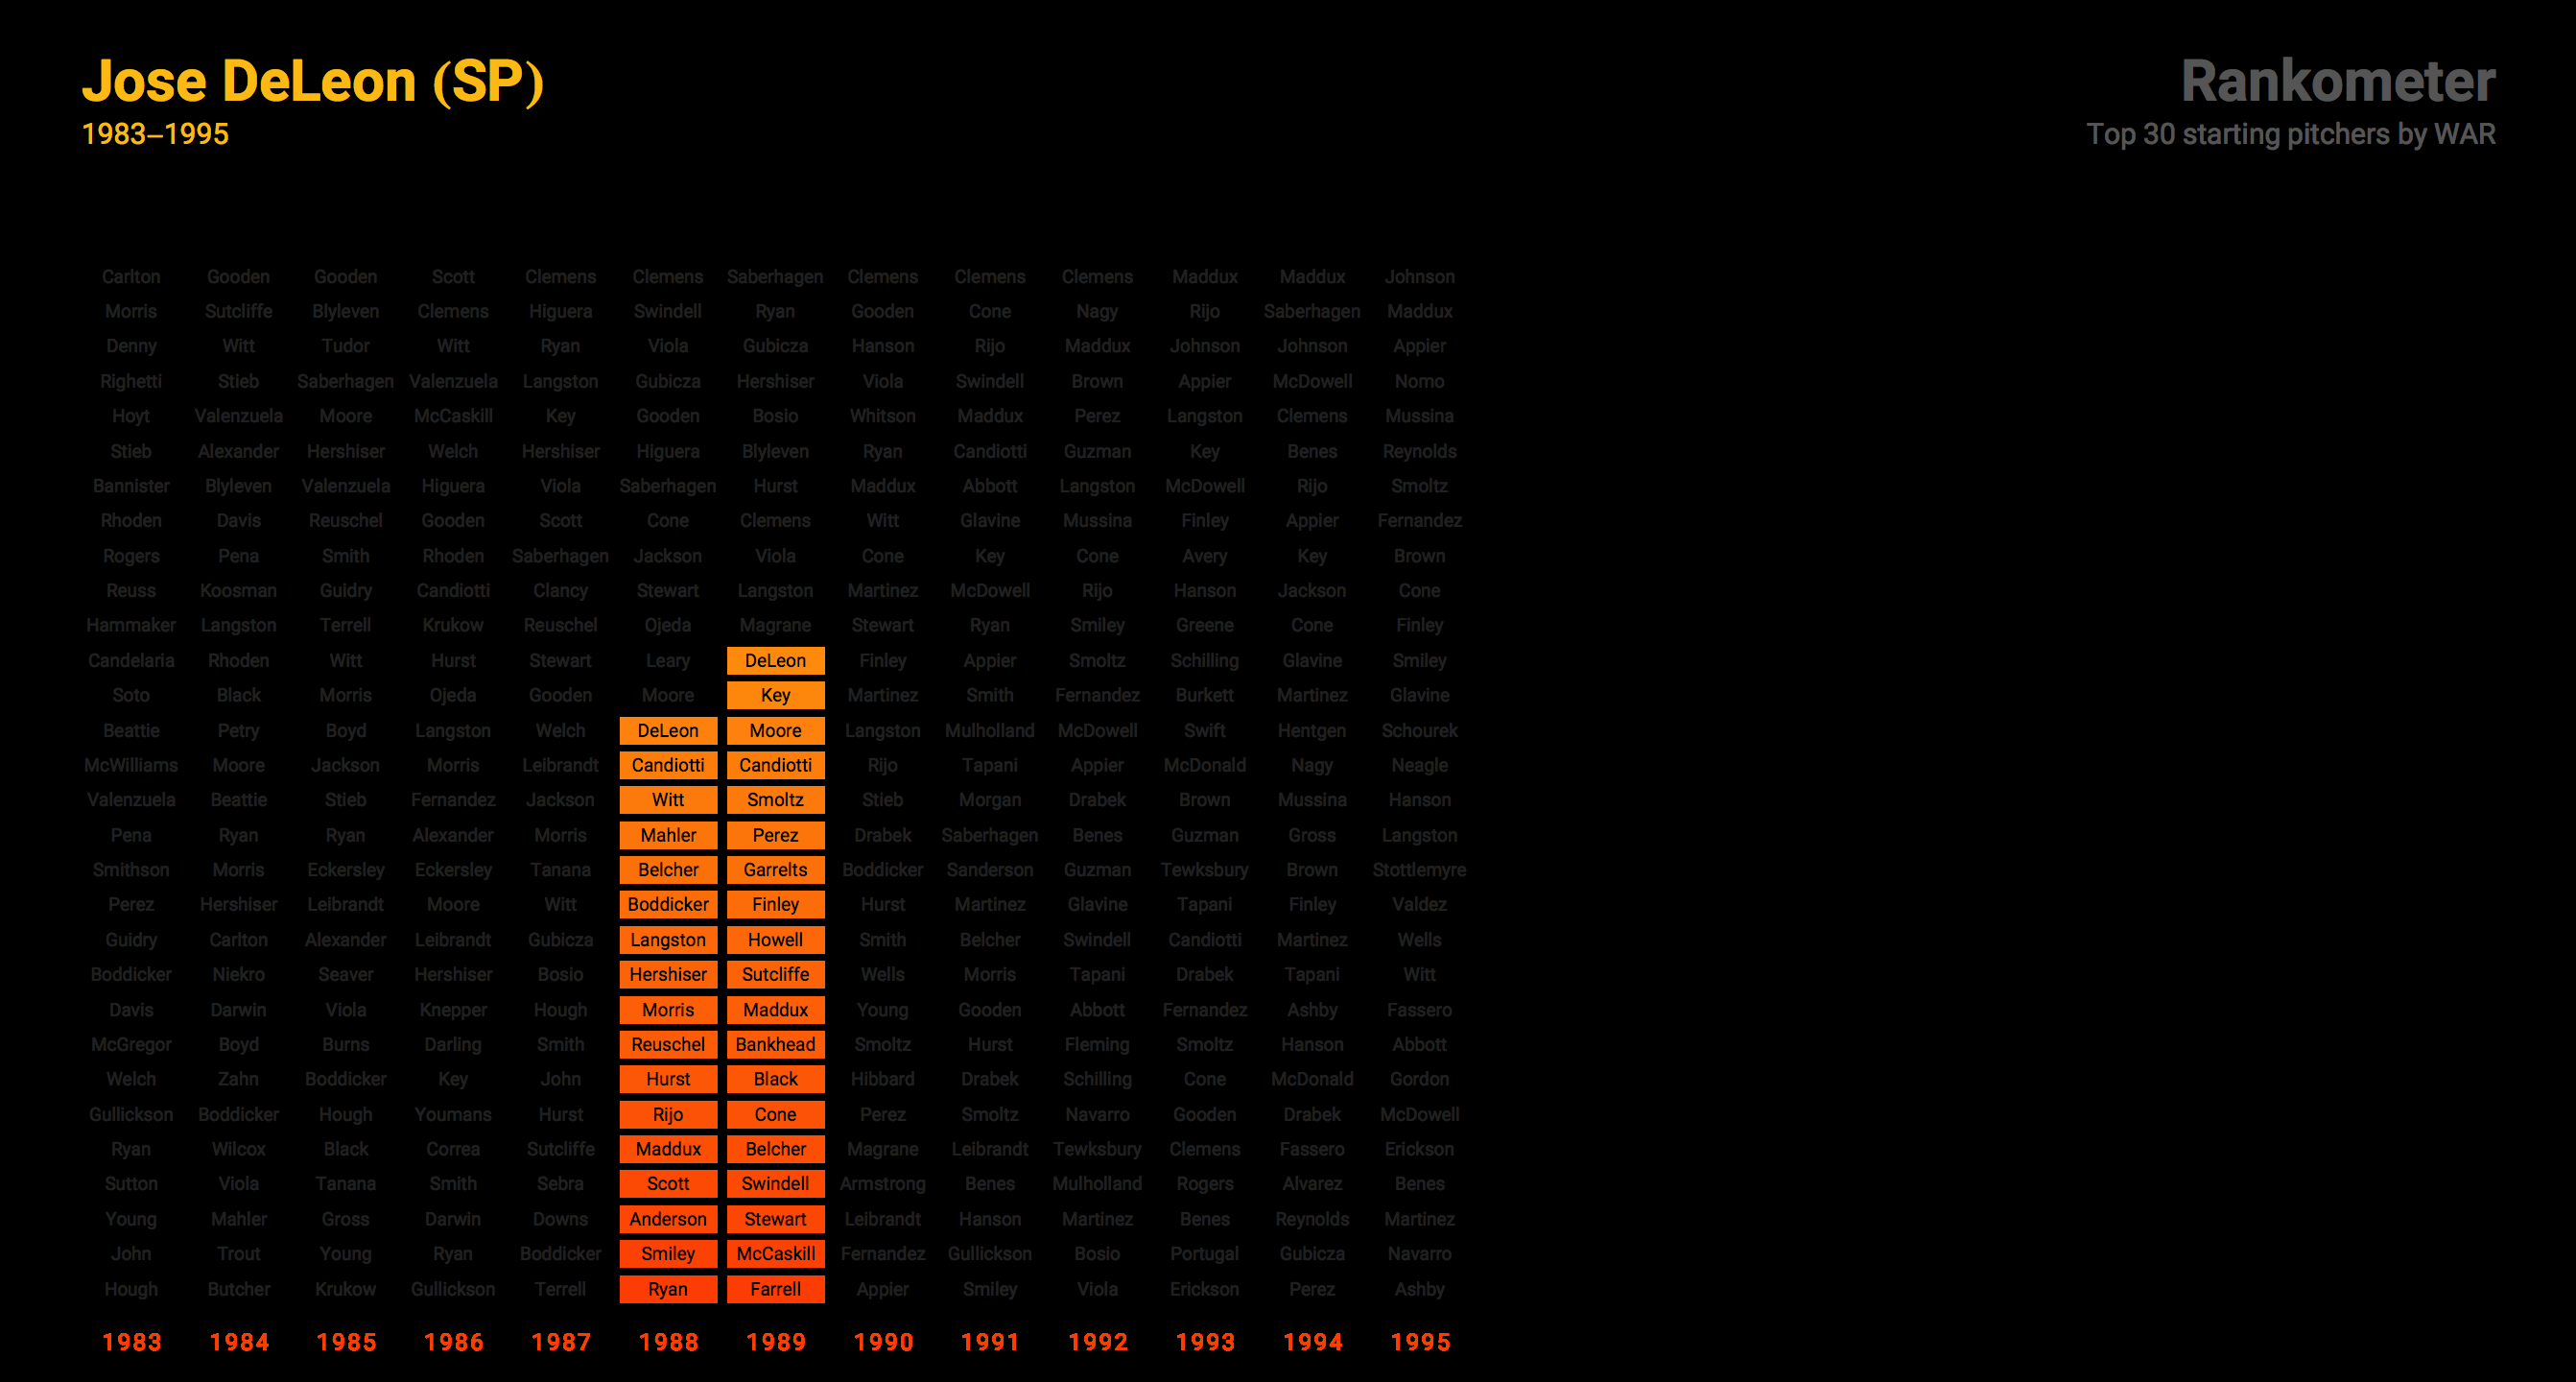 Jose DeLeon (SP)
1983–1995
Rankometer
Top 30 starting pitchers by WAR
Carlton Gooden Gooden Scott Clemens Clemens Saberhagen Clemens Clemens Clemens Maddux Maddux Johnson
Morris Sutcliffe Blyleven Clemens Higuera Swindell Ryan Gooden Cone Nagy Rijo Saberhagen Maddux
Denny Witt Tudor Witt Ryan Viola Gubicza Hanson Rijo Maddux Johnson Johnson Appier
Righetti Stieb Saberhagen Valenzuela Langston Gubicza Hershiser Viola Swindell Brown Appier McDowell Nomo
Hoyt Valenzuela Moore McCaskill Key Gooden Bosio Whitson Maddux Perez Langston Clemens Mussina
Stieb Alexander Hershiser Welch Hershiser Higuera Blyleven Ryan Candiotti Guzman Key Benes Reynolds
Bannister Blyleven Valenzuela Higuera Viola Saberhagen Hurst Maddux Abbott Langston McDowell Rijo Smoltz
Rhoden Davis Reuschel Gooden Scott Cone Clemens Witt Glavine Mussina Finley Appier Fernandez
Rogers Pena Smith Rhoden Saberhagen Jackson Viola Cone Key Cone Avery Key Brown
Reuss Koosman Guidry Candiotti Clancy Stewart Langston Martinez McDowell Rijo Hanson Jackson Cone
Hammaker Langston Terrell Krukow Reuschel Ojeda Magrane Stewart Ryan Smiley Greene Cone Finley
Candelaria Rhoden Witt Hurst Stewart Leary DeLeon Finley Appier Smoltz Schilling Glavine Smiley
Soto Black Morris Ojeda Gooden Moore Key Martinez Smith Fernandez Burkett Martinez Glavine
Beattie Petry Boyd Langston Welch DeLeon Moore Langston Mulholland McDowell Swift Hentgen Schourek
McWilliams Moore Jackson Morris Leibrandt Candiotti Candiotti Rijo Tapani Appier McDonald Nagy Neagle
Valenzuela Beattie Stieb Fernandez Jackson Witt Smoltz Stieb Morgan Drabek Brown Mussina Hanson
Pena Ryan Ryan Alexander Morris Mahler Perez Drabek Saberhagen Benes Guzman Gross Langston
Smithson Morris Eckersley Eckersley Tanana Belcher Garrelts Boddicker Sanderson Guzman Tewksbury Brown Stottlemyre
Perez Hershiser Leibrandt Moore Witt Boddicker Finley Hurst Martinez Glavine Tapani Finley Valdez
Guidry Carlton Alexander Leibrandt Gubicza Langston Howell Smith Belcher Swindell Candiotti Martinez Wells
Boddicker Niekro Seaver Hershiser Bosio Hershiser Sutcliffe Wells Morris Tapani Drabek Tapani Witt
Davis Darwin Viola Knepper Hough Morris Maddux Young Gooden Abbott Fernandez Ashby Fassero
McGregor Boyd Burns Darling Smith Reuschel Bankhead Smoltz Hurst Fleming Smoltz Hanson Abbott
Welch Zahn Boddicker Key John Hurst Black Hibbard Drabek Schilling Cone McDonald Gordon
Gullickson Boddicker Hough Youmans Hurst Rijo Cone Perez Smoltz Navarro Gooden Drabek McDowell
Ryan Wilcox Black Correa Sutcliffe Maddux Belcher Magrane Leibrandt Tewksbury Clemens Fassero Erickson
Sutton Viola Tanana Smith Sebra Scott Swindell Armstrong Benes Mulholland Rogers Alvarez Benes
Young Mahler Gross Darwin Downs Anderson Stewart Leibrandt Hanson Martinez Benes Reynolds Martinez
John Trout Young Ryan Boddicker Smiley McCaskill Fernandez Gullickson Bosio Portugal Gubicza Navarro
Hough Butcher Krukow Gullickson Terrell Ryan Farrell Appier Smiley Viola Erickson Perez Ashby
1983 1984 1985 1986 1987 1988 1989 1990 1991 1992 1993 1994 1995